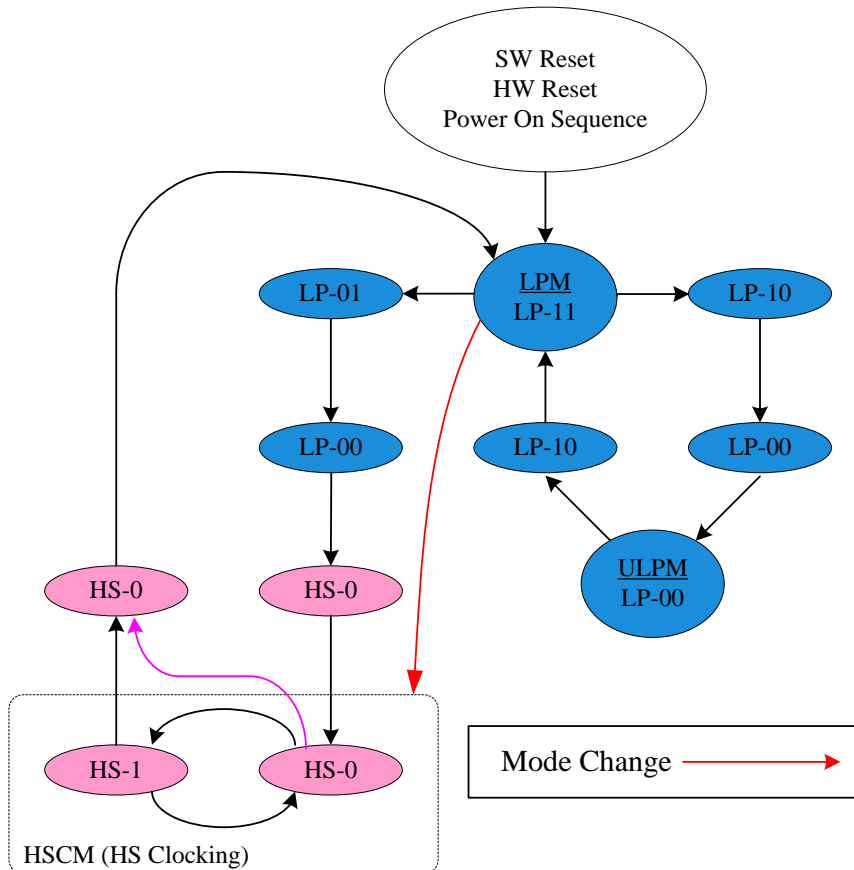 SW Reset
HW Reset
Power On Sequence
LP-01
LPM
LP-11
LP-10
LP-00
LP-10
LP-00
ULPM
LP-00
HS-0
HS-0
HS-1
HS-0
HSCM (HS Clocking)
Mode Change